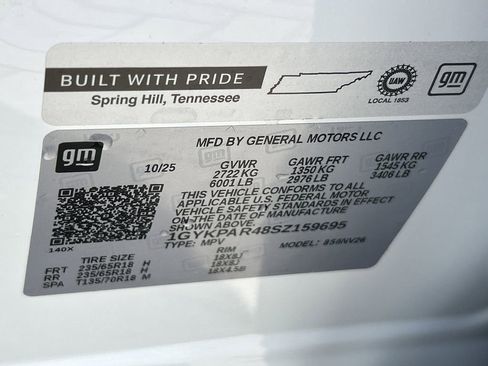 BUILT WITH PRIDE
Spring Hill, Tennessee
UAW
LOCAL 1853
gm
gm
MFD BY GENERAL MOTORS LLC
10/25 GVWR GAWR FRT GAWR RR
2722 KG 1350 KG 1545 KG
6001 LB 2976 LB 3406 LB
THIS VEHICLE CONFORMS TO ALL
APPLICABLE U.S. FEDERAL MOTOR
VEHICLE SAFETY STANDARDS IN EFFECT
ON THE DATE OF MANUFACTURE
SHOWN ABOVE
1GYKPAR48SZ159695
TYPE: MPV MODEL:
140X
TIRE SIZE RIM
FRT 235/65R18 H 18X8J
RR 235/65R18 H 18X8J
SPA T135/70R18 M 18X4.5B